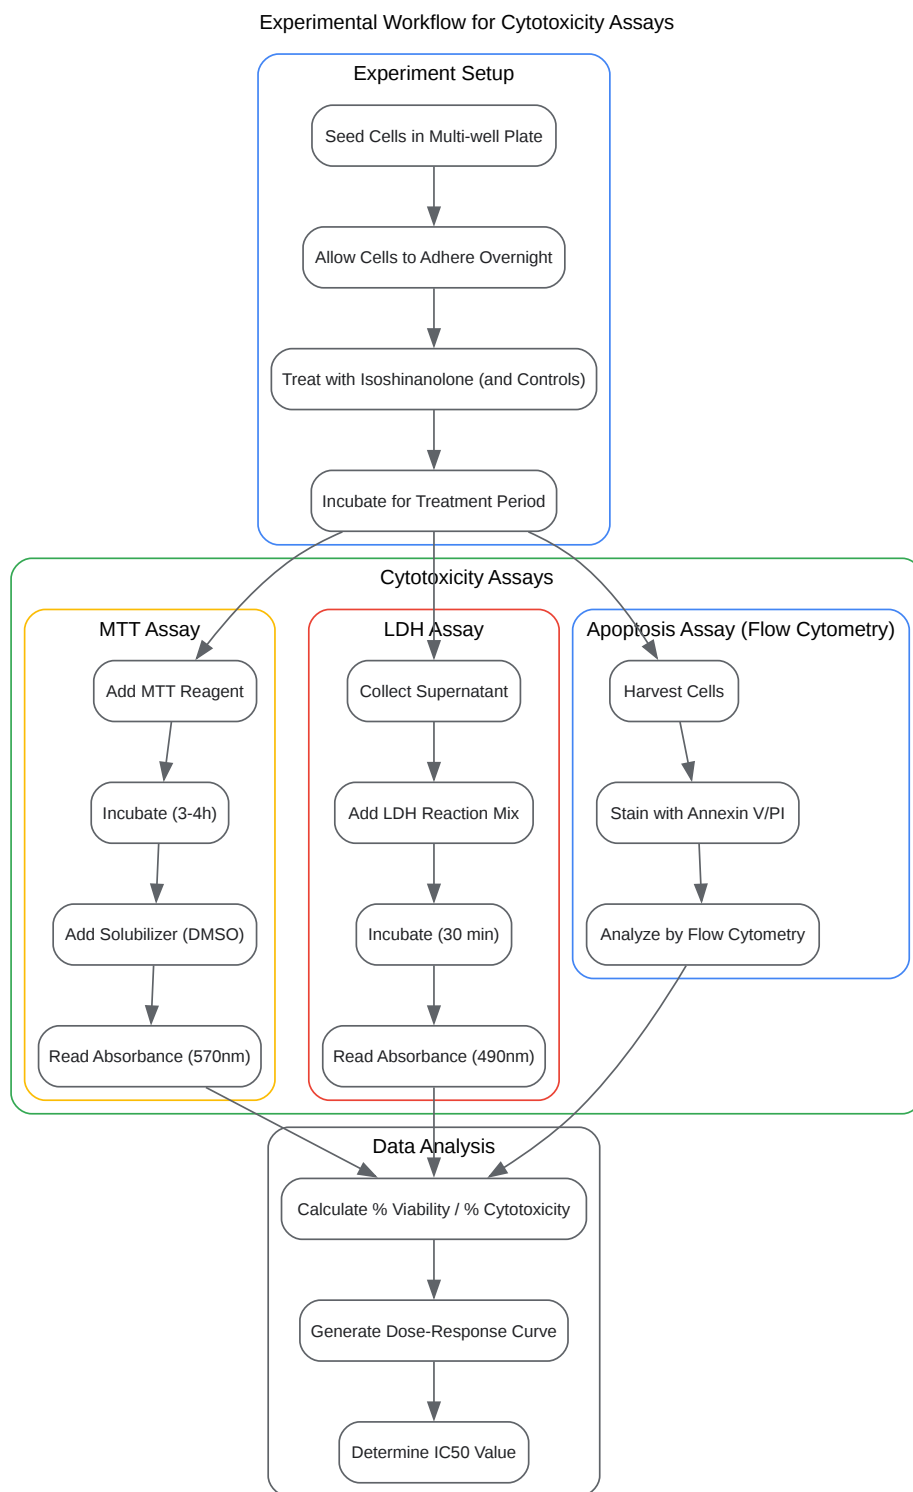 Experimental Workflow for Cytotoxicity Assays
Experiment Setup
Seed Cells in Multi-well Plate
Allow Cells to Adhere Overnight
Treat with Isoshinanolone (and Controls)
Incubate for Treatment Period
Cytotoxicity Assays
MTT Assay
Add MTT Reagent
Incubate (3-4h)
Add Solubilizer (DMSO)
Read Absorbance (570nm)
LDH Assay
Collect Supernatant
Add LDH Reaction Mix
Incubate (30 min)
Read Absorbance (490nm)
Apoptosis Assay (Flow Cytometry)
Harvest Cells
Stain with Annexin V/PI
Analyze by Flow Cytometry
Data Analysis
Calculate % Viability / % Cytotoxicity
Generate Dose-Response Curve
Determine IC50 Value